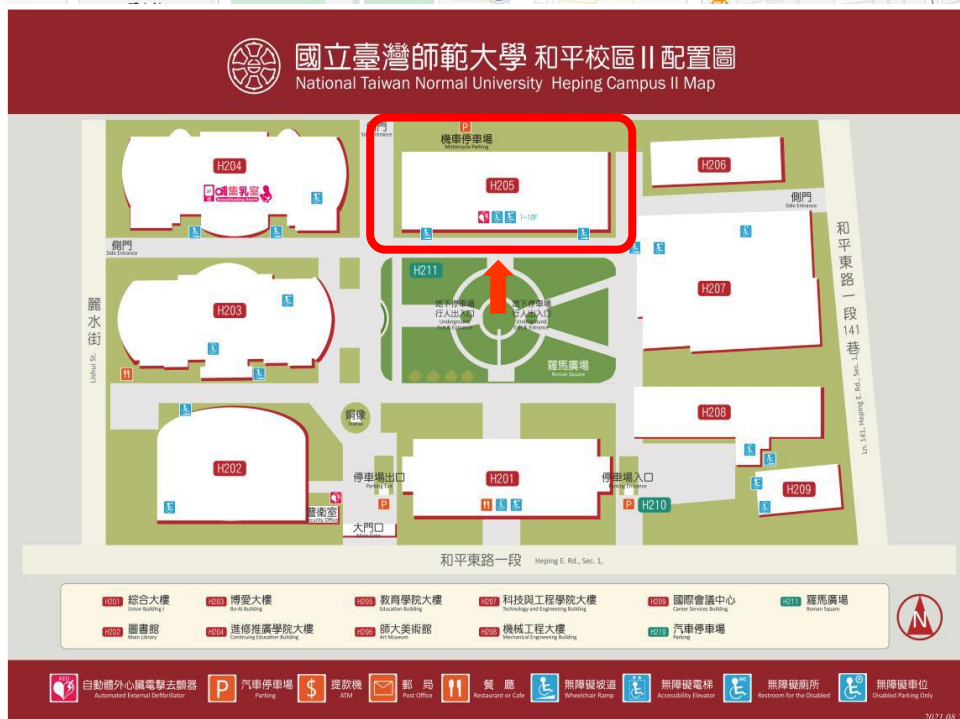 國立臺灣師範大學 和平校區 II 配置圖
National Taiwan Normal University Heping Campus II Map
側門
Side Entrance
P
機車停車場
Motorcycle Parking
H204
哺集乳室
Breastfeeding Room
H205
1~10F
H206
側門
Side Entrance
側門
Side Entrance
H211
H203
地下停車場
行人出入口
Underground
Exit & Entrance
地下停車場
行人出入口
Underground
Exit & Entrance
H207
羅馬廣場
Roman Square
麗水街
Lishui St.
和平東路一段141巷
Ln. 141, Heping E. Rd., Sec. 1,
銅像
Statue
H208
H202
停車場出口
Parking Exit
P
H201
停車場入口
Parking Entrance
P
H210
H209
警衛室
Security Office
大門口
Main Gate
和平東路一段 Heping E. Rd., Sec. 1,
H201 綜合大樓
Union Building I
H203 博愛大樓
Bo-Ai Building
H205 教育學院大樓
Education Building
H207 科技與工程學院大樓
Technology and Engineering Building
H209 國際會議中心
Career Services Building
H211 羅馬廣場
Roman Square
H202 圖書館
Main Library
H204 進修推廣學院大樓
Continuing Education Building
H206 師大美術館
Art Museum
H208 機械工程大樓
Mechanical Engineering Building
H210 汽車停車場
Parking
N
AED
自動體外心臟電擊去顫器
Automated External Defibrillator
P
汽車停車場
Parking
$
提款機
ATM
郵局
Post Office
餐廳
Restaurant or Cafe
無障礙坡道
Wheelchair Ramp
無障礙電梯
Accessibility Elevator
WC
無障礙廁所
Restroom for the Disabled
無障礙車位
Disabled Parking Only